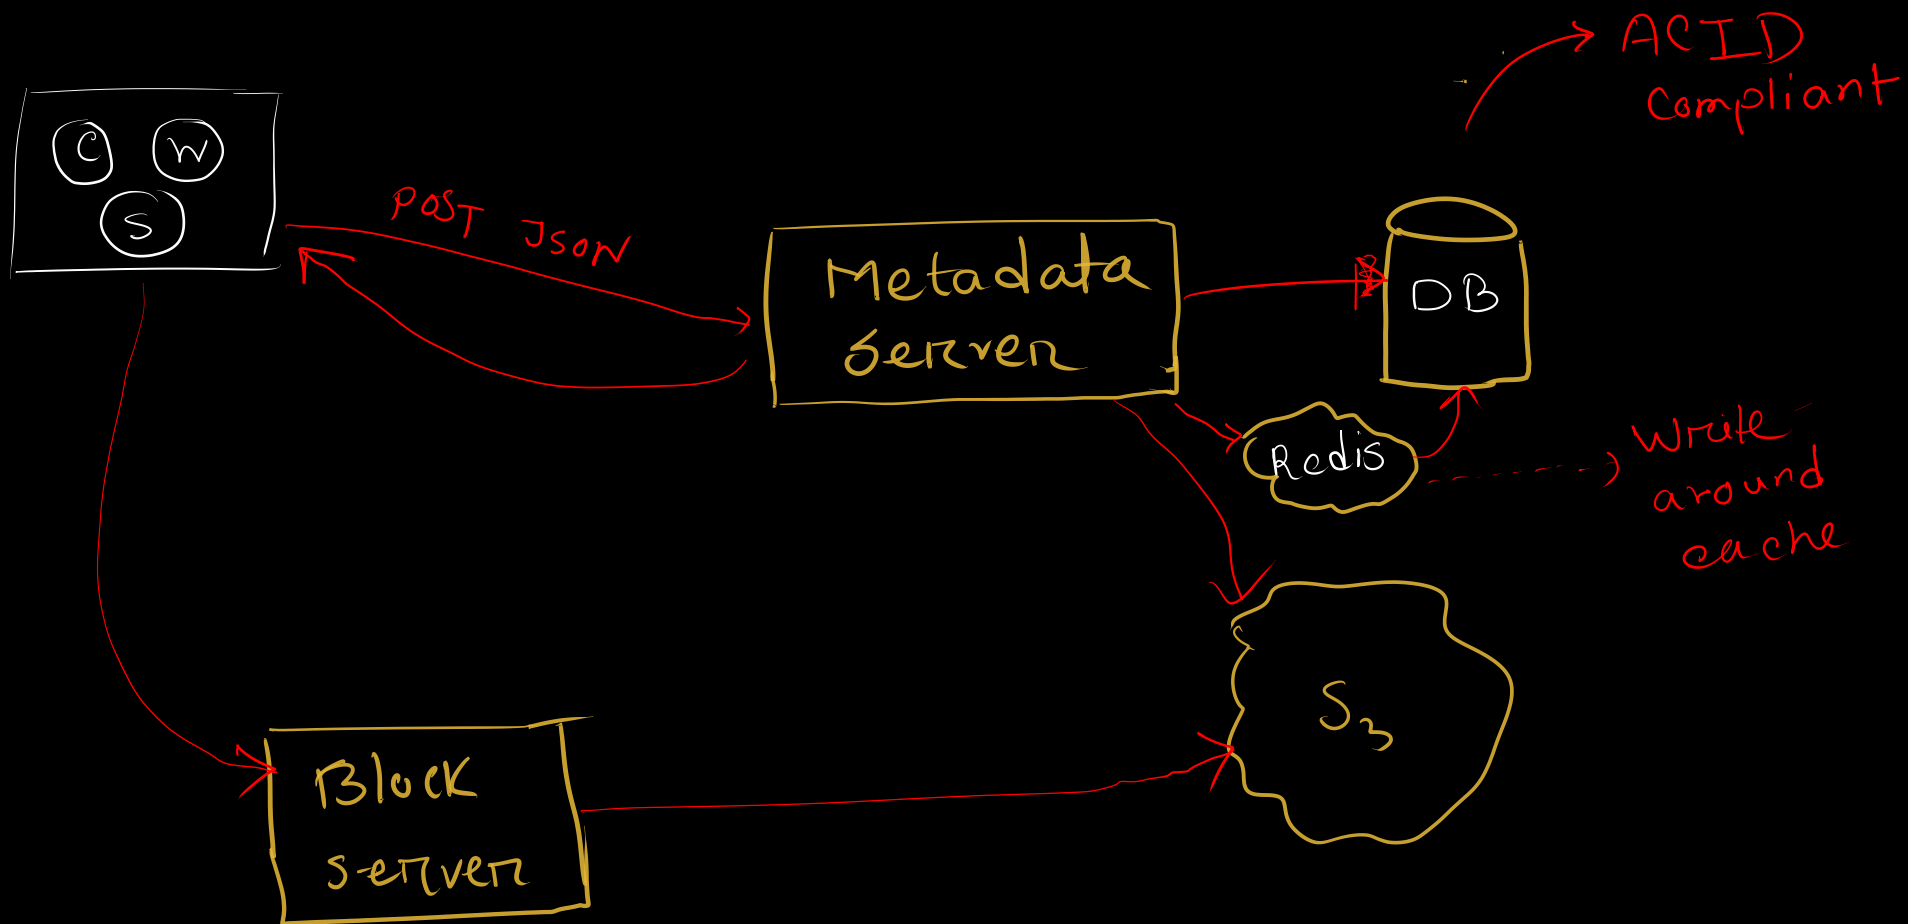 ACID
Compliant
C
W
S
POST JSON
Metadata
server
DB
Redis
Write
around
cache
S3
Block
server